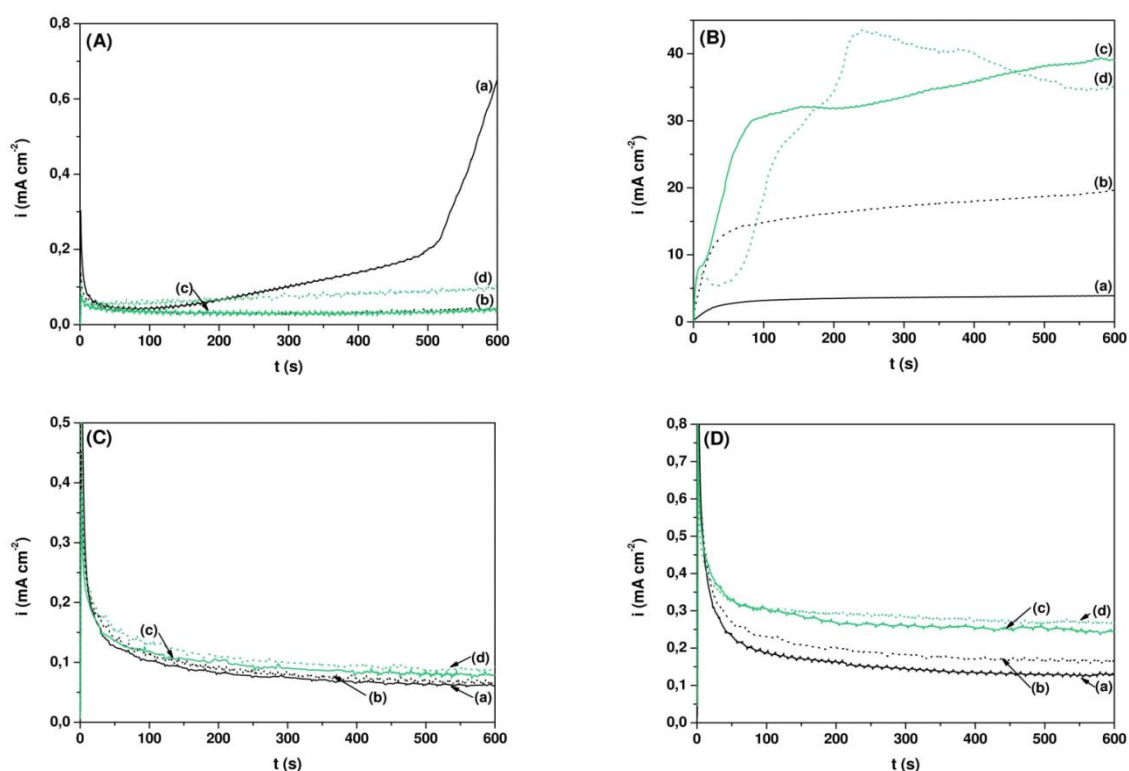 (A)
0,8
0,6
0,4
0,2
0,0
i (mA cm⁻²)
(a)
(d)
(c)
(b)
0 100 200 300 400 500 600
t (s)
(B)
40
30
20
10
0
i (mA cm⁻²)
(c)
(d)
(b)
(a)
0 100 200 300 400 500 600
t (s)
(C)
0,5
0,4
0,3
0,2
0,1
0,0
i (mA cm⁻²)
(c)
(d)
(b)
(a)
0 100 200 300 400 500 600
t (s)
(D)
0,8
0,7
0,6
0,5
0,4
0,3
0,2
0,1
0,0
i (mA cm⁻²)
(c)
(d)
(b)
(a)
0 100 200 300 400 500 600
t (s)